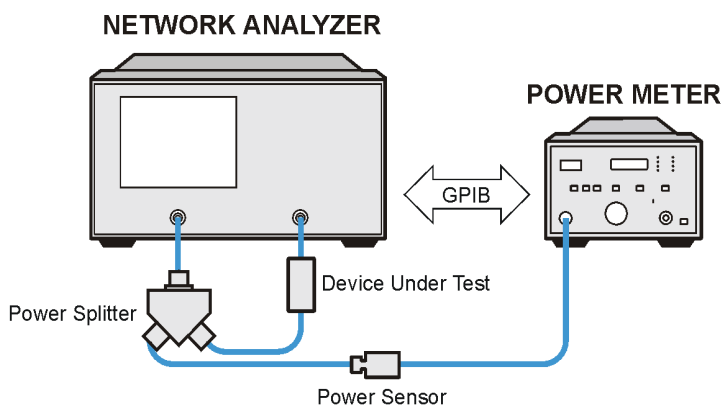 NETWORK ANALYZER
POWER METER
GPIB
Device Under Test
Power Splitter
Power Sensor